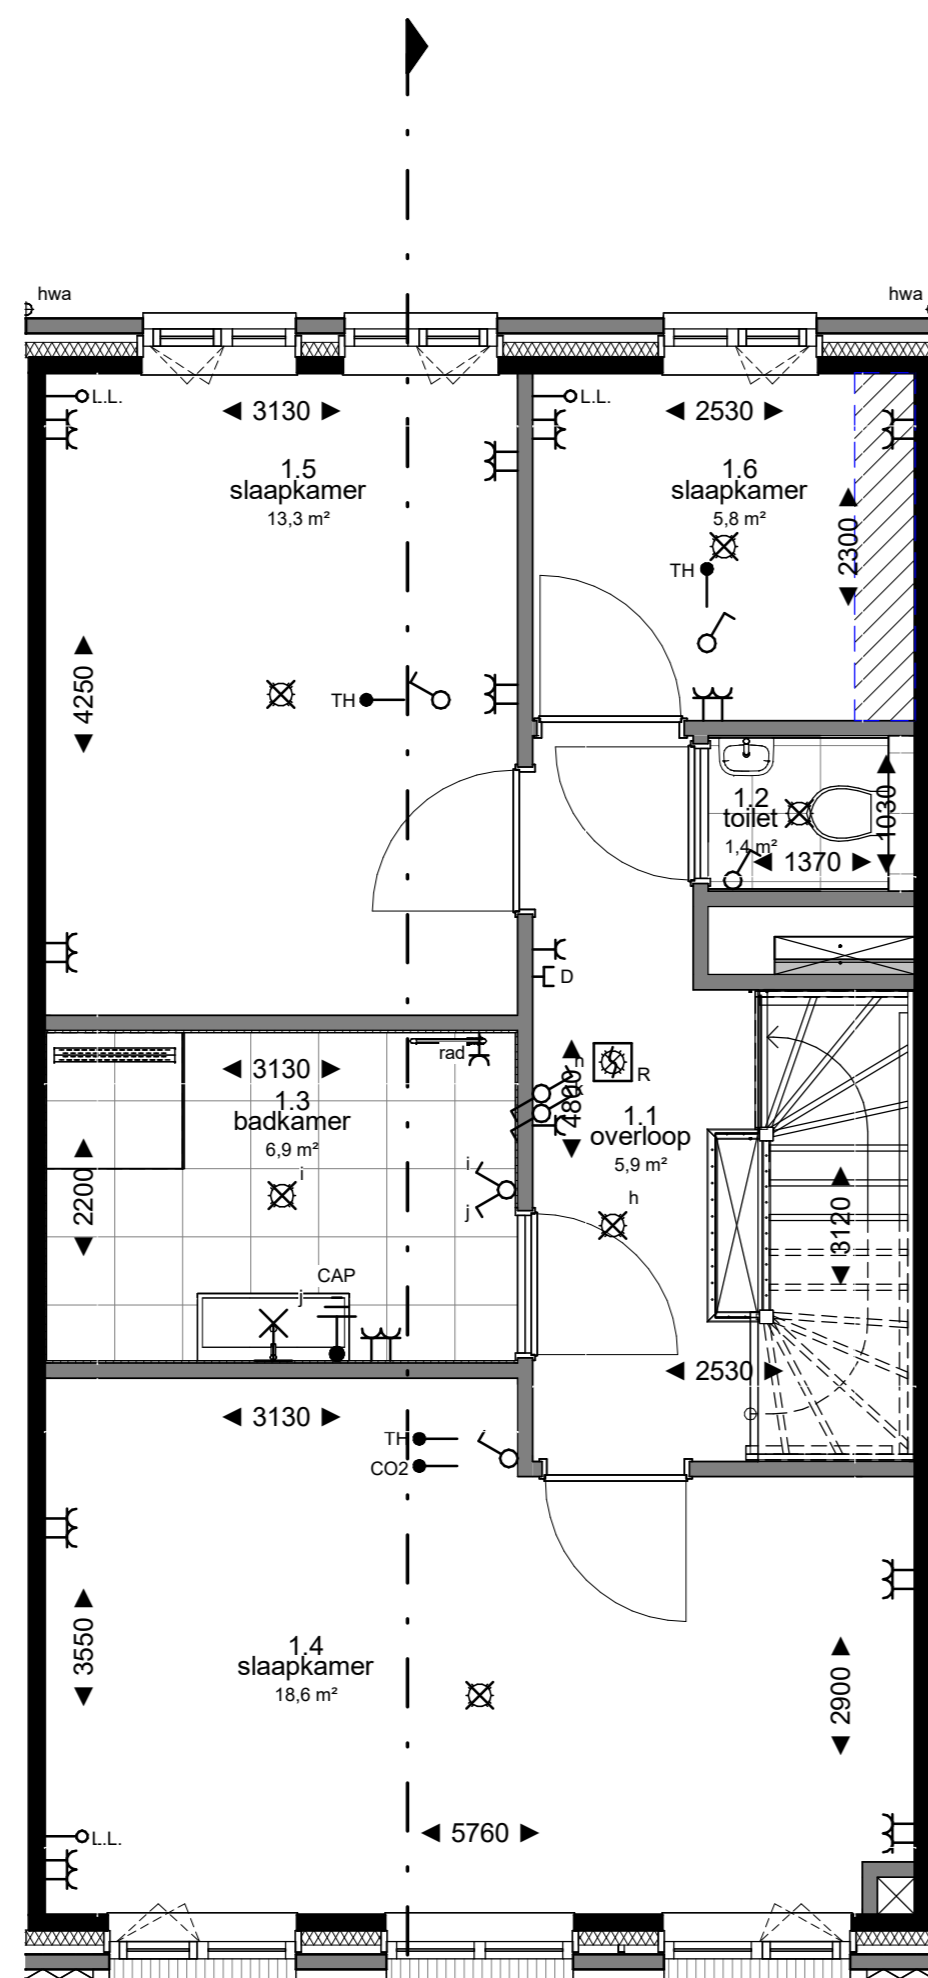 hwa
hwa
L.L.
3130
L.L.
2530
1.5
slaapkamer
13,3 m²
1.6
slaapkamer
5,8 m²
2300
TH
4250
TH
1.2
toilet
1,4 m²
1030
1370
D
rad
3130
1.3
badkamer
6,9 m²
R
4800
1.1
overloop
5,9 m²
i
i
j
2200
h
3120
CAP
j
2530
3130
TH
CO2
3550
1.4
slaapkamer
18,6 m²
2900
5760
L.L.